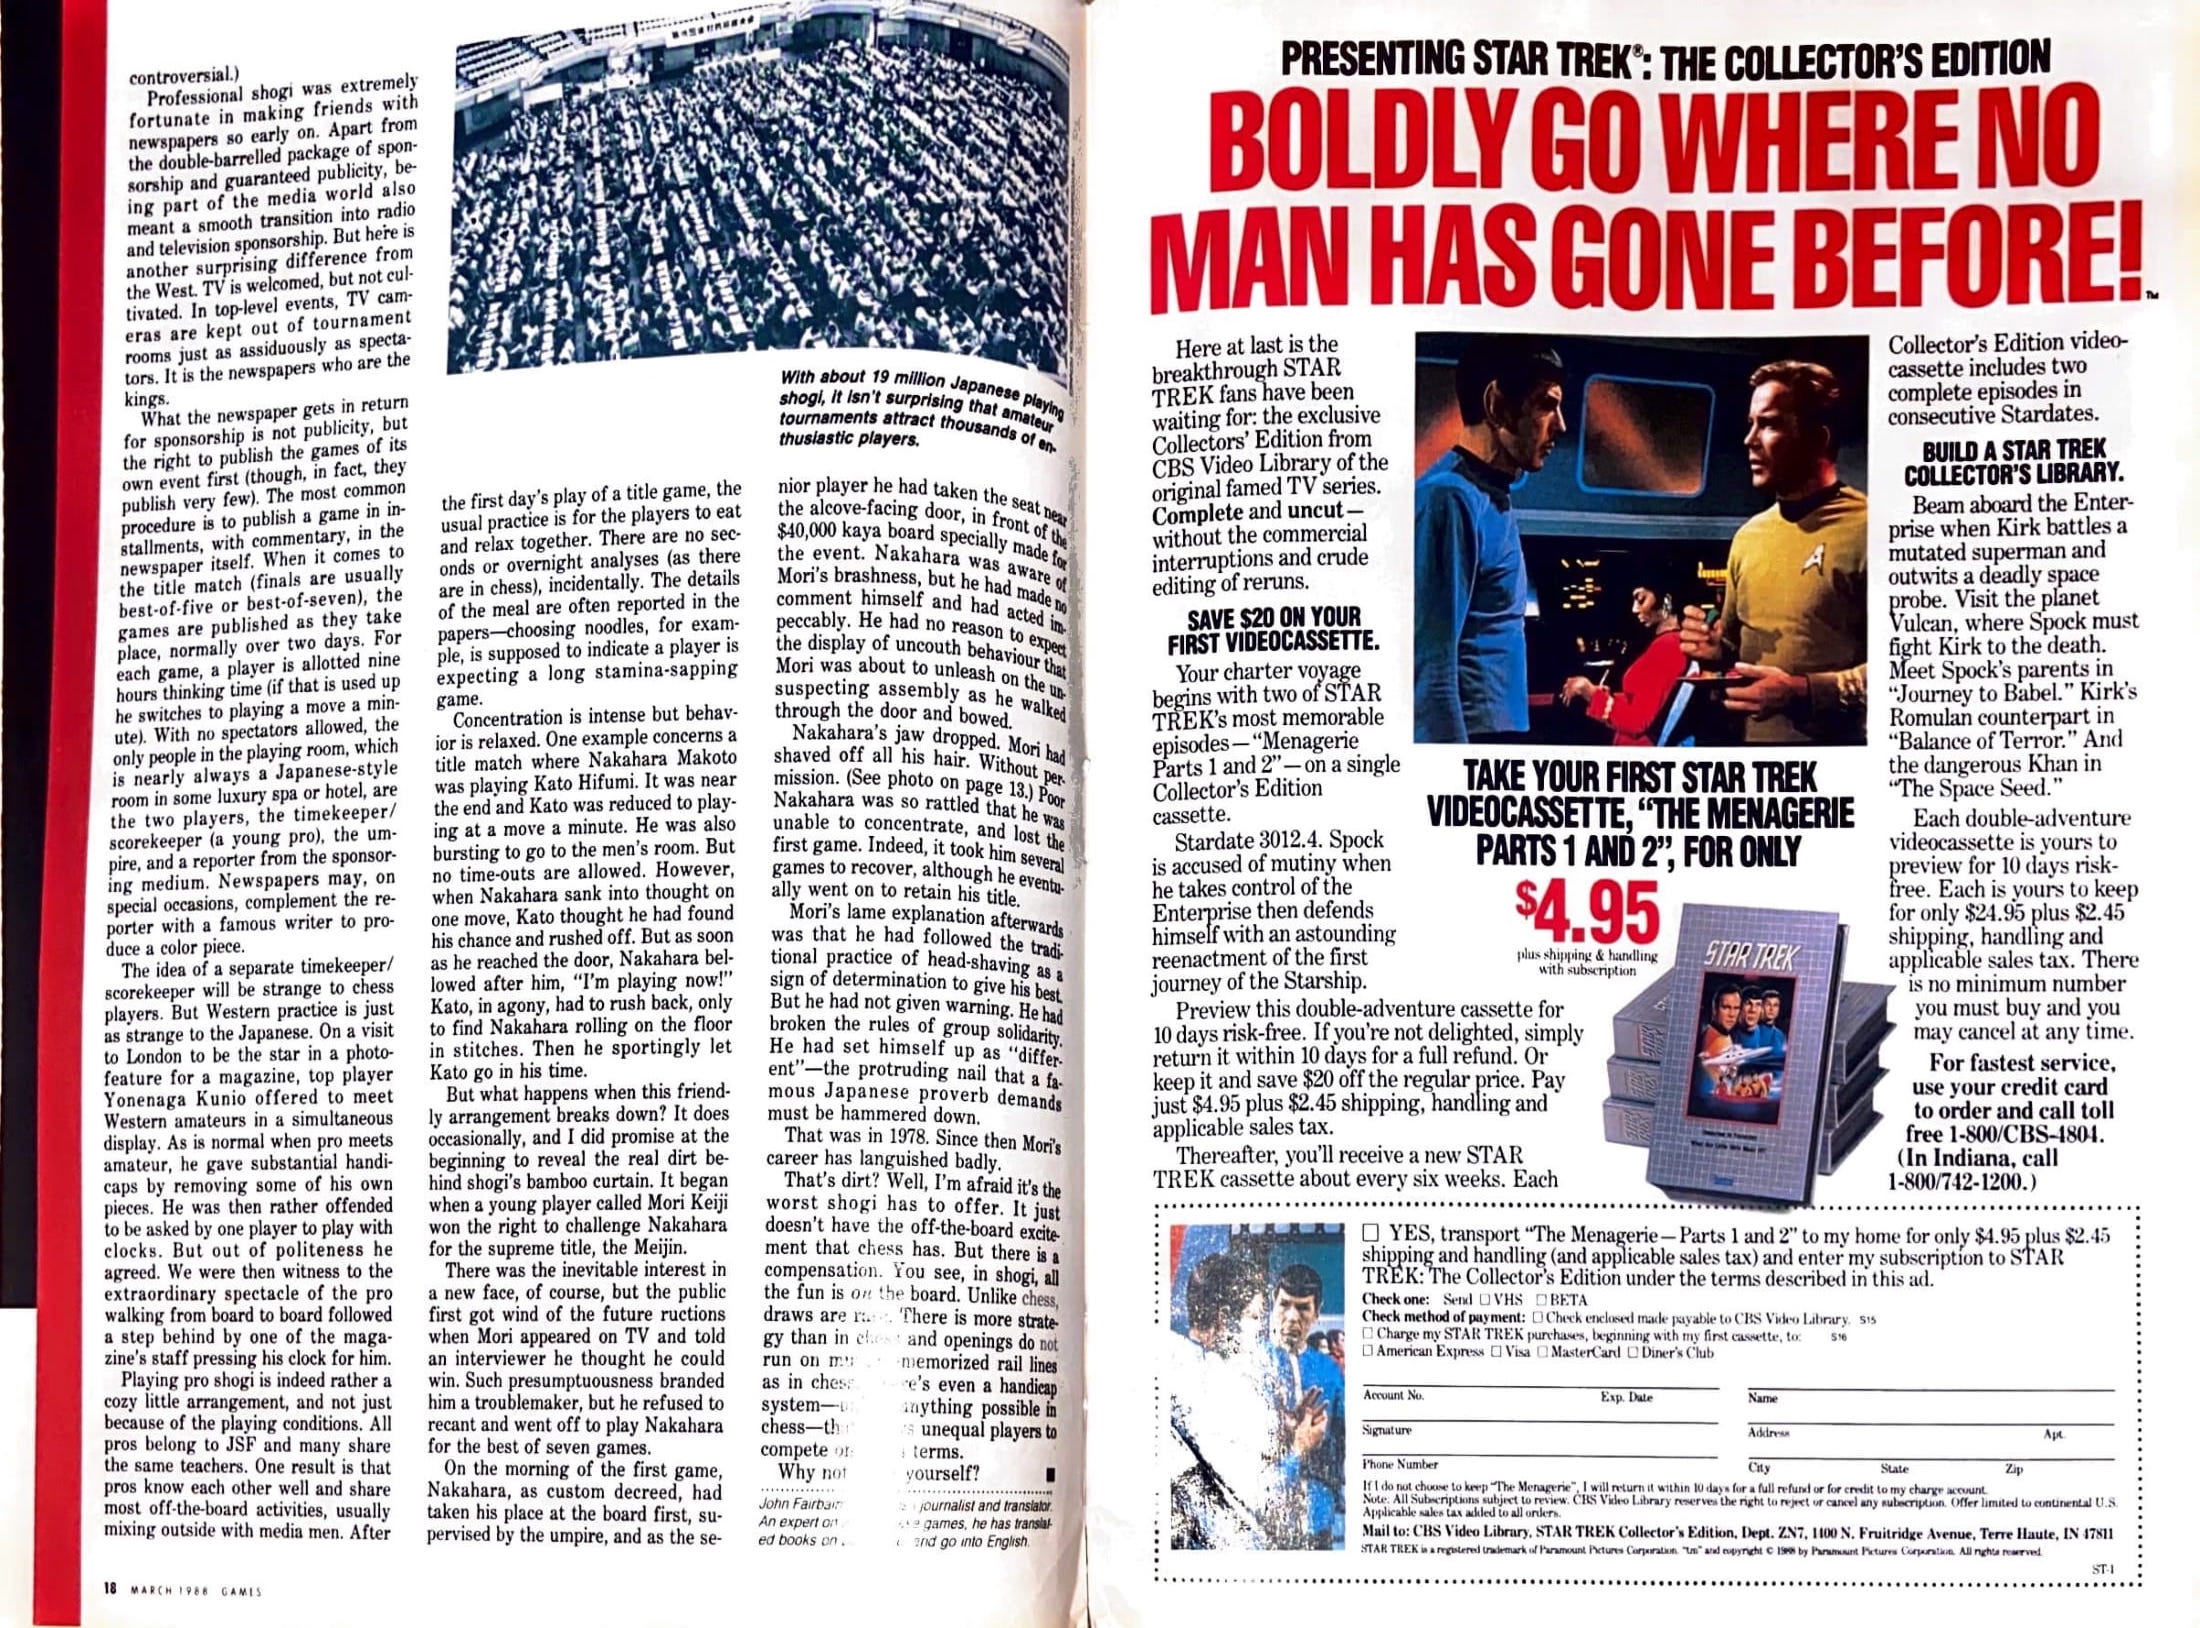 controversial.)
Professional shogi was extremely
fortunate in making friends with
newspapers so early on. Apart from
the double-barrelled package of spon-
sorship and guaranteed publicity, be-
ing part of the media world also
meant a smooth transition into radio
and television sponsorship. But here is
another surprising difference from
the West. TV is welcomed, but not cul-
tivated. In top-level events, TV cam-
eras are kept out of tournament
rooms just as assiduously as specta-
tors. It is the newspapers who are the
kings.
What the newspaper gets in return
for sponsorship is not publicity, but
the right to publish the games of its
own event first (though, in fact, they
publish very few). The most common
procedure is to publish a game in in-
stallments, with commentary, in the
newspaper itself. When it comes to
the title match (finals are usually
best-of-five or best-of-seven), the
games are published as they take
place, normally over two days. For
each game, a player is allotted nine
hours thinking time (if that is used up
he switches to playing a move a min-
ute). With no spectators allowed, the
only people in the playing room, which
is nearly always a Japanese-style
room in some luxury spa or hotel, are
the two players, the timekeeper/
scorekeeper (a young pro), the um-
pire, and a reporter from the sponsor-
ing medium. Newspapers may, on
special occasions, complement the re-
porter with a famous writer to pro-
duce a color piece.
The idea of a separate timekeeper/
scorekeeper will be strange to chess
players. But Western practice is just
as strange to the Japanese. On a visit
to London to be the star in a photo-
feature for a magazine, top player
Yonenaga Kunio offered to meet
Western amateurs in a simultaneous
display. As is normal when pro meets
amateur, he gave substantial handi-
caps by removing some of his own
pieces. He was then rather offended
to be asked by one player to play with
clocks. But out of politeness he
agreed. We were then witness to the
extraordinary spectacle of the pro
walking from board to board followed
a step behind by one of the maga-
zine's staff pressing his clock for him.
Playing pro shogi is indeed rather a
cozy little arrangement, and not just
because of the playing conditions. All
pros belong to JSF and many share
the same teachers. One result is that
pros know each other well and share
most off-the-board activities, usually
mixing outside with media men. After
With about 19 million Japanese playing
shogi, it isn't surprising that amateur
tournaments attract thousands of en-
thusiastic players.
the first day's play of a title game, the
usual practice is for the players to eat
and relax together. There are no sec-
onds or overnight analyses (as there
are in chess), incidentally. The details
of the meal are often reported in the
papers—choosing noodles, for exam-
ple, is supposed to indicate a player is
expecting a long stamina-sapping
game.
Concentration is intense but behav-
ior is relaxed. One example concerns a
title match where Nakahara Makoto
was playing Kato Hifumi. It was near
the end and Kato was reduced to play-
ing at a move a minute. He was also
bursting to go to the men's room. But
no time-outs are allowed. However,
when Nakahara sank into thought on
one move, Kato thought he had found
his chance and rushed off. But as soon
as he reached the door, Nakahara bel-
lowed after him, "I'm playing now!"
Kato, in agony, had to rush back, only
to find Nakahara rolling on the floor
in stitches. Then he sportingly let
Kato go in his time.
But what happens when this friend-
ly arrangement breaks down? It does
occasionally, and I did promise at the
beginning to reveal the real dirt be-
hind shogi's bamboo curtain. It began
when a young player called Mori Keiji
won the right to challenge Nakahara
for the supreme title, the Meijin.
There was the inevitable interest in
a new face, of course, but the public
first got wind of the future ructions
when Mori appeared on TV and told
an interviewer he thought he could
win. Such presumptuousness branded
him a troublemaker, but he refused to
recant and went off to play Nakahara
for the best of seven games.
On the morning of the first game,
Nakahara, as custom decreed, had
taken his place at the board first, su-
pervised by the umpire, and as the se-
nior player he had taken the seat near
the alcove-facing door, in front of the
$40,000 kaya board specially made for
the event. Nakahara was aware of
Mori's brashness, but he had made no
comment himself and had acted im-
peccably. He had no reason to expect
the display of uncouth behaviour that
Mori was about to unleash on the un-
suspecting assembly as he walked
through the door and bowed.
Nakahara's jaw dropped. Mori had
shaved off all his hair. Without per-
mission. (See photo on page 13.) Poor
Nakahara was so rattled that he was
unable to concentrate, and lost the
first game. Indeed, it took him several
games to recover, although he eventu-
ally went on to retain his title.
Mori's lame explanation afterwards
was that he had followed the tradi-
tional practice of head-shaving as a
sign of determination to give his best.
But he had not given warning. He had
broken the rules of group solidarity.
He had set himself up as "differ-
ent"—the protruding nail that a fa-
mous Japanese proverb demands
must be hammered down.
That was in 1978. Since then Mori's
career has languished badly.
That's dirt? Well, I'm afraid it's the
worst shogi has to offer. It just
doesn't have the off-the-board excite-
ment that chess has. But there is a
compensation. You see, in shogi, all
the fun is on the board. Unlike chess,
draws are There is more strate-
gy than in chess and openings do not
run on memorized rail lines
as in chess even a handicap
system— anything possible in
chess— unequal players to
compete terms.
Why not yourself? ■
John journalist and translator.
An expert games, he has translat-
ed books on and go into English.
18 MARCH 1988 GAMES
PRESENTING STAR TREK®: THE COLLECTOR'S EDITION
BOLDLY GO WHERE NO
MAN HAS GONE BEFORE!™
Here at last is the
breakthrough STAR
TREK fans have been
waiting for: the exclusive
Collectors' Edition from
CBS Video Library of the
original famed TV series.
Complete and uncut—
without the commercial
interruptions and crude
editing of reruns.
SAVE $20 ON YOUR
FIRST VIDEOCASSETTE.
Your charter voyage
begins with two of STAR
TREK's most memorable
episodes—"Menagerie
Parts 1 and 2"—on a single
Collector's Edition
cassette.
Stardate 3012.4. Spock
is accused of mutiny when
he takes control of the
Enterprise then defends
himself with an astounding
reenactment of the first
journey of the Starship.
Preview this double-adventure cassette for
10 days risk-free. If you're not delighted, simply
return it within 10 days for a full refund. Or
keep it and save $20 off the regular price. Pay
just $4.95 plus $2.45 shipping, handling and
applicable sales tax.
Thereafter, you'll receive a new STAR
TREK cassette about every six weeks. Each
TAKE YOUR FIRST STAR TREK
VIDEOCASSETTE, "THE MENAGERIE
PARTS 1 AND 2", FOR ONLY
$4.95
plus shipping & handling
with subscription
STAR TREK
Collector's Edition video-
cassette includes two
complete episodes in
consecutive Stardates.
BUILD A STAR TREK
COLLECTOR'S LIBRARY.
Beam aboard the Enter-
prise when Kirk battles a
mutated superman and
outwits a deadly space
probe. Visit the planet
Vulcan, where Spock must
fight Kirk to the death.
Meet Spock's parents in
"Journey to Babel." Kirk's
Romulan counterpart in
"Balance of Terror." And
the dangerous Khan in
"The Space Seed."
Each double-adventure
videocassette is yours to
preview for 10 days risk-
free. Each is yours to keep
for only $24.95 plus $2.45
shipping, handling and
applicable sales tax. There
is no minimum number
you must buy and you
may cancel at any time.
For fastest service,
use your credit card
to order and call toll
free 1-800/CBS-4804.
(In Indiana, call
1-800/742-1200.)
☐ YES, transport "The Menagerie—Parts 1 and 2" to my home for only $4.95 plus $2.45
shipping and handling (and applicable sales tax) and enter my subscription to STAR
TREK: The Collector's Edition under the terms described in this ad.
Check one: Send ☐ VHS ☐ BETA
Check method of payment: ☐ Check enclosed made payable to CBS Video Library. S15
☐ Charge my STAR TREK purchases, beginning with my first cassette, to: S16
☐ American Express ☐ Visa ☐ MasterCard ☐ Diner's Club
Account No. Exp. Date
Signature
Phone Number
Name
Address Apt.
City State Zip
If I do not choose to keep "The Menagerie", I will return it within 10 days for a full refund or for credit to my charge account.
Note: All Subscriptions subject to review. CBS Video Library reserves the right to reject or cancel any subscription. Offer limited to continental U.S.
Applicable sales tax added to all orders.
Mail to: CBS Video Library, STAR TREK Collector's Edition, Dept. ZN7, 1400 N. Fruitridge Avenue, Terre Haute, IN 47811
STAR TREK is a registered trademark of Paramount Pictures Corporation. "tm" and copyright © 1988 by Paramount Pictures Corporation. All rights reserved.
ST-1